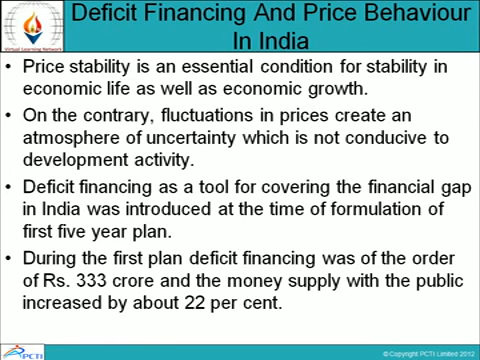 Deficit Financing And Price Behaviour
In India
Virtual Learning Network
• Price stability is an essential condition for stability in
economic life as well as economic growth.
• On the contrary, fluctuations in prices create an
atmosphere of uncertainty which is not conducive to
development activity.
• Deficit financing as a tool for covering the financial gap
in India was introduced at the time of formulation of
first five year plan.
• During the first plan deficit financing was of the order
of Rs. 333 crore and the money supply with the public
increased by about 22 per cent.
PCTI
© Copyright PCTI Limited 2012